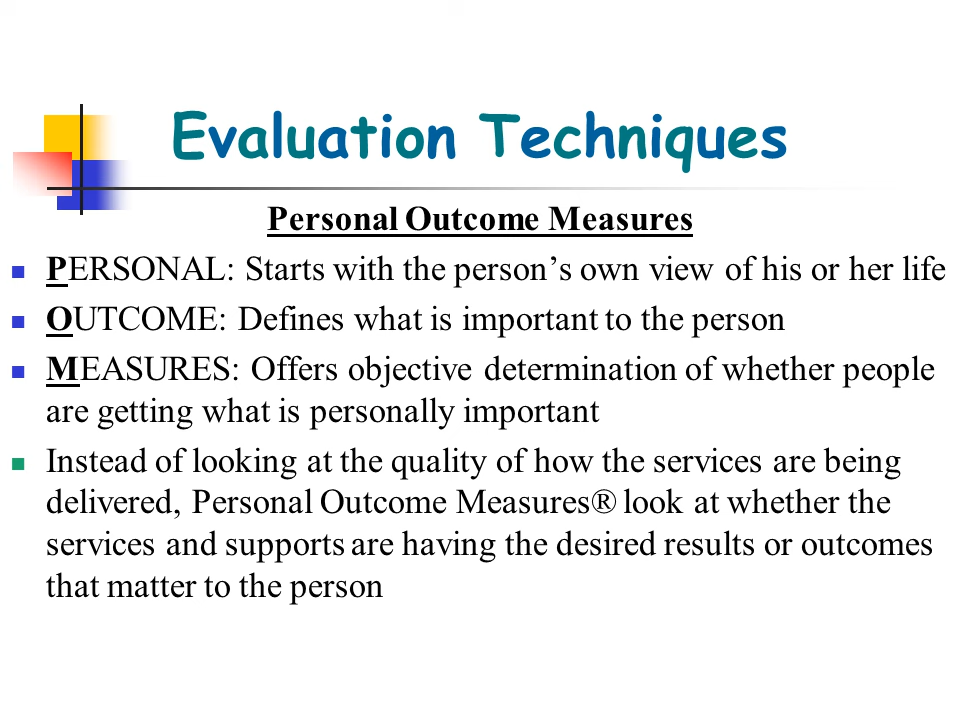 Evaluation Techniques
Personal Outcome Measures
PERSONAL: Starts with the person’s own view of his or her life
OUTCOME: Defines what is important to the person
MEASURES: Offers objective determination of whether people
are getting what is personally important
Instead of looking at the quality of how the services are being
delivered, Personal Outcome Measures® look at whether the
services and supports are having the desired results or outcomes
that matter to the person